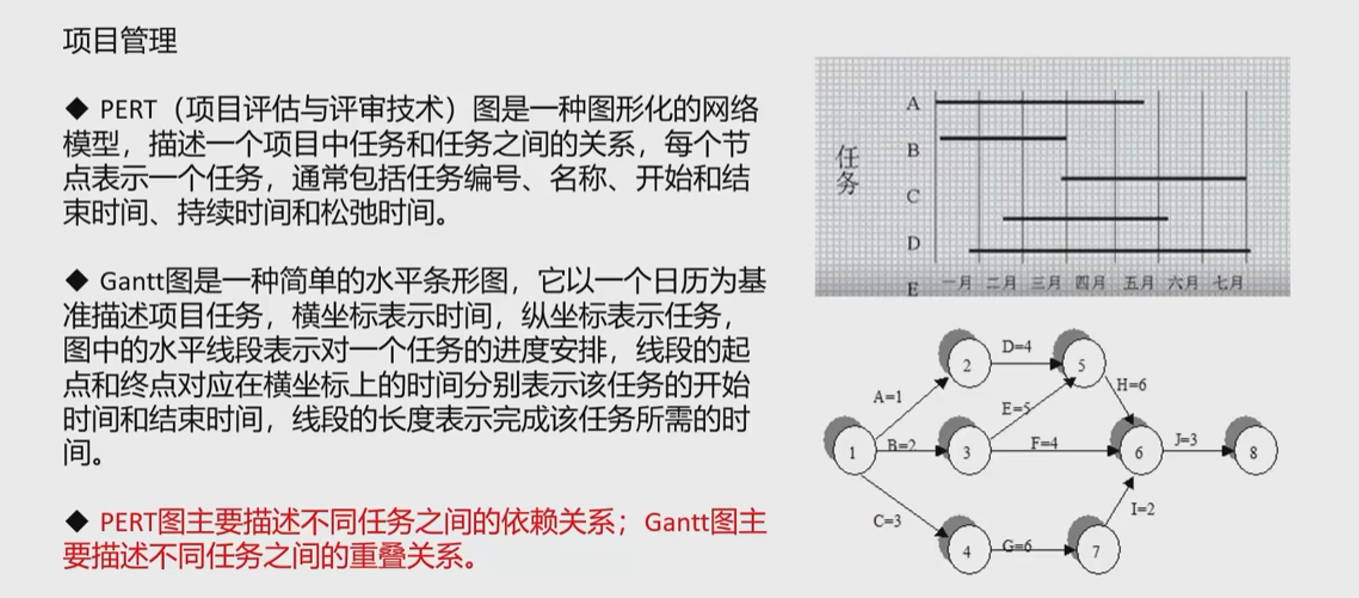 项目管理
◆ PERT（项目评估与评审技术）图是一种图形化的网络
模型，描述一个项目中任务和任务之间的关系，每个节
点表示一个任务，通常包括任务编号、名称、开始和结
束时间、持续时间和松弛时间。
◆ Gantt图是一种简单的水平条形图，它以一个日历为基
准描述项目任务，横坐标表示时间，纵坐标表示任务，
图中的水平线段表示对一个任务的进度安排，线段的起
点和终点对应在横坐标上的时间分别表示该任务的开始
时间和结束时间，线段的长度表示完成该任务所需的时
间。
◆ PERT图主要描述不同任务之间的依赖关系；Gantt图主
要描述不同任务之间的重叠关系。
任务
A
B
C
D
E
一月 二月 三月 四月 五月 六月 七月
2 D=4 5
A=1 E=5 H=6
1 B=2 3 F=4 6 J=3 8
C=3 I=2
4 G=6 7